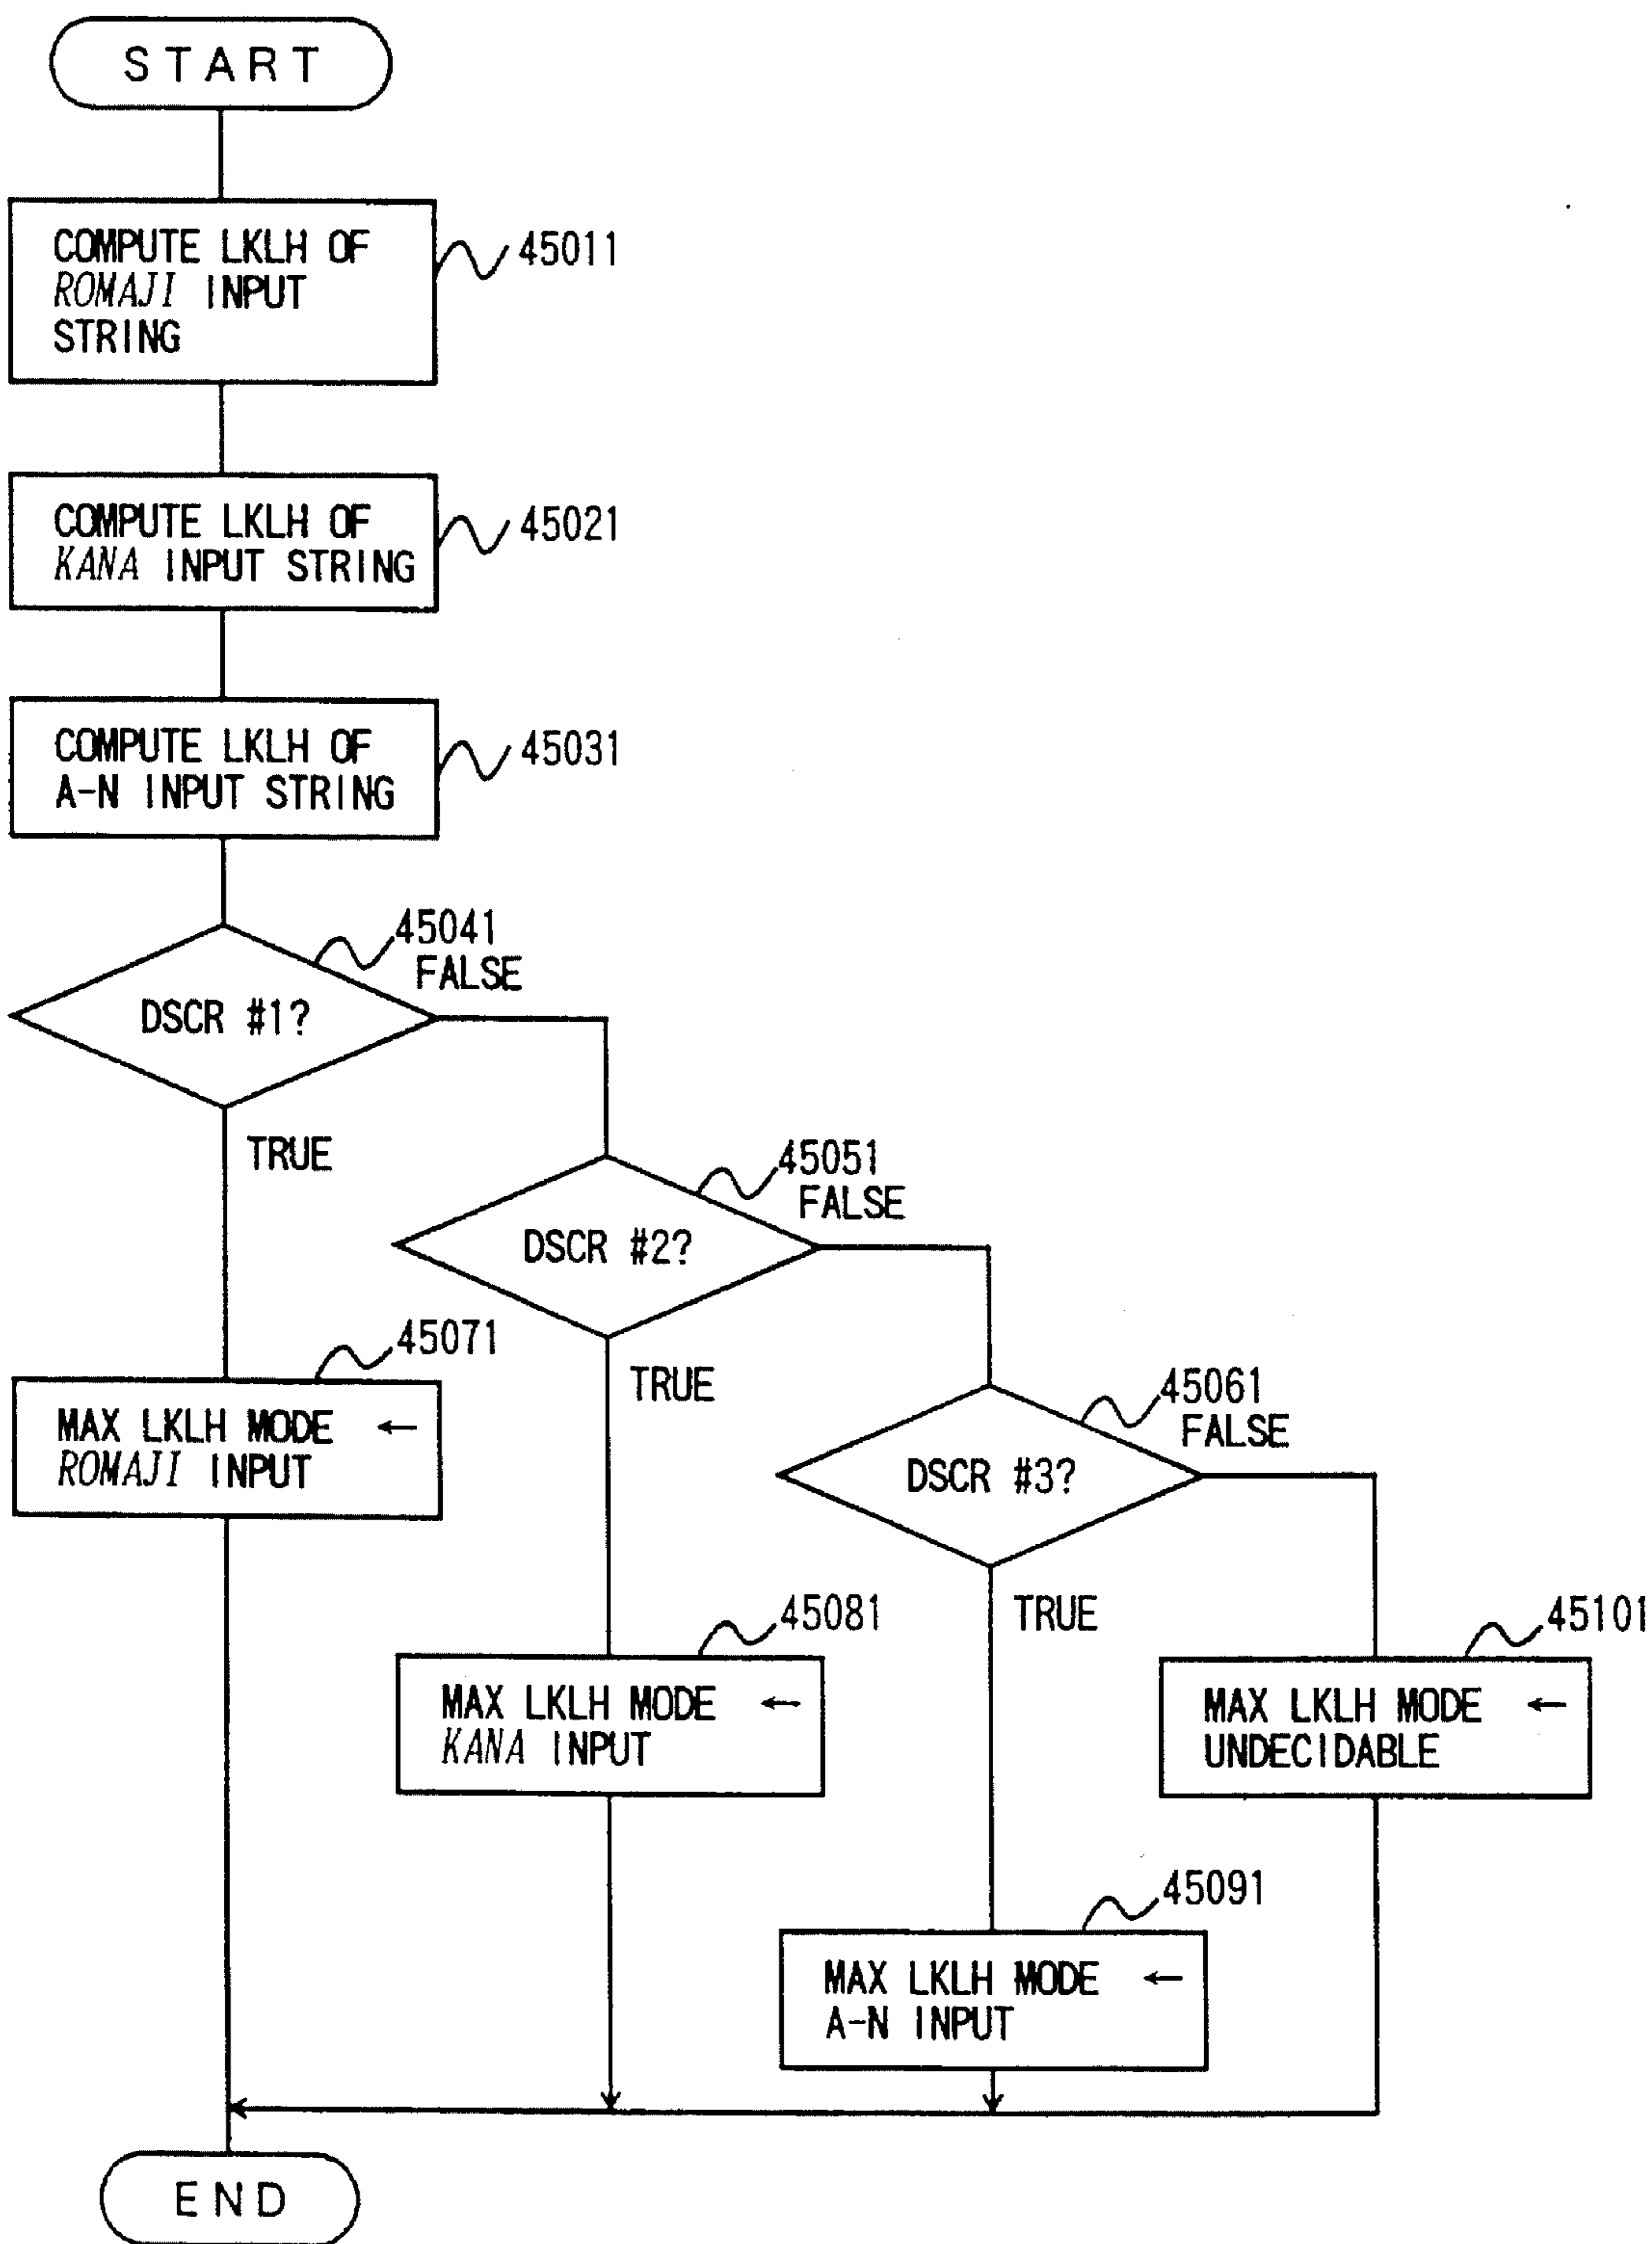 START
COMPUTE LKLH OF
ROMAJI INPUT
STRING
45011
COMPUTE LKLH OF
KANA INPUT STRING
45021
COMPUTE LKLH OF
A-N INPUT STRING
45031
45041
FALSE
DSCR #1?
TRUE
45051
FALSE
DSCR #2?
TRUE
45061
FALSE
DSCR #3?
TRUE
45071
MAX LKLH MODE ←
ROMAJI INPUT
45081
MAX LKLH MODE ←
KANA INPUT
45101
MAX LKLH MODE ←
UNDECIDABLE
45091
MAX LKLH MODE ←
A-N INPUT
END